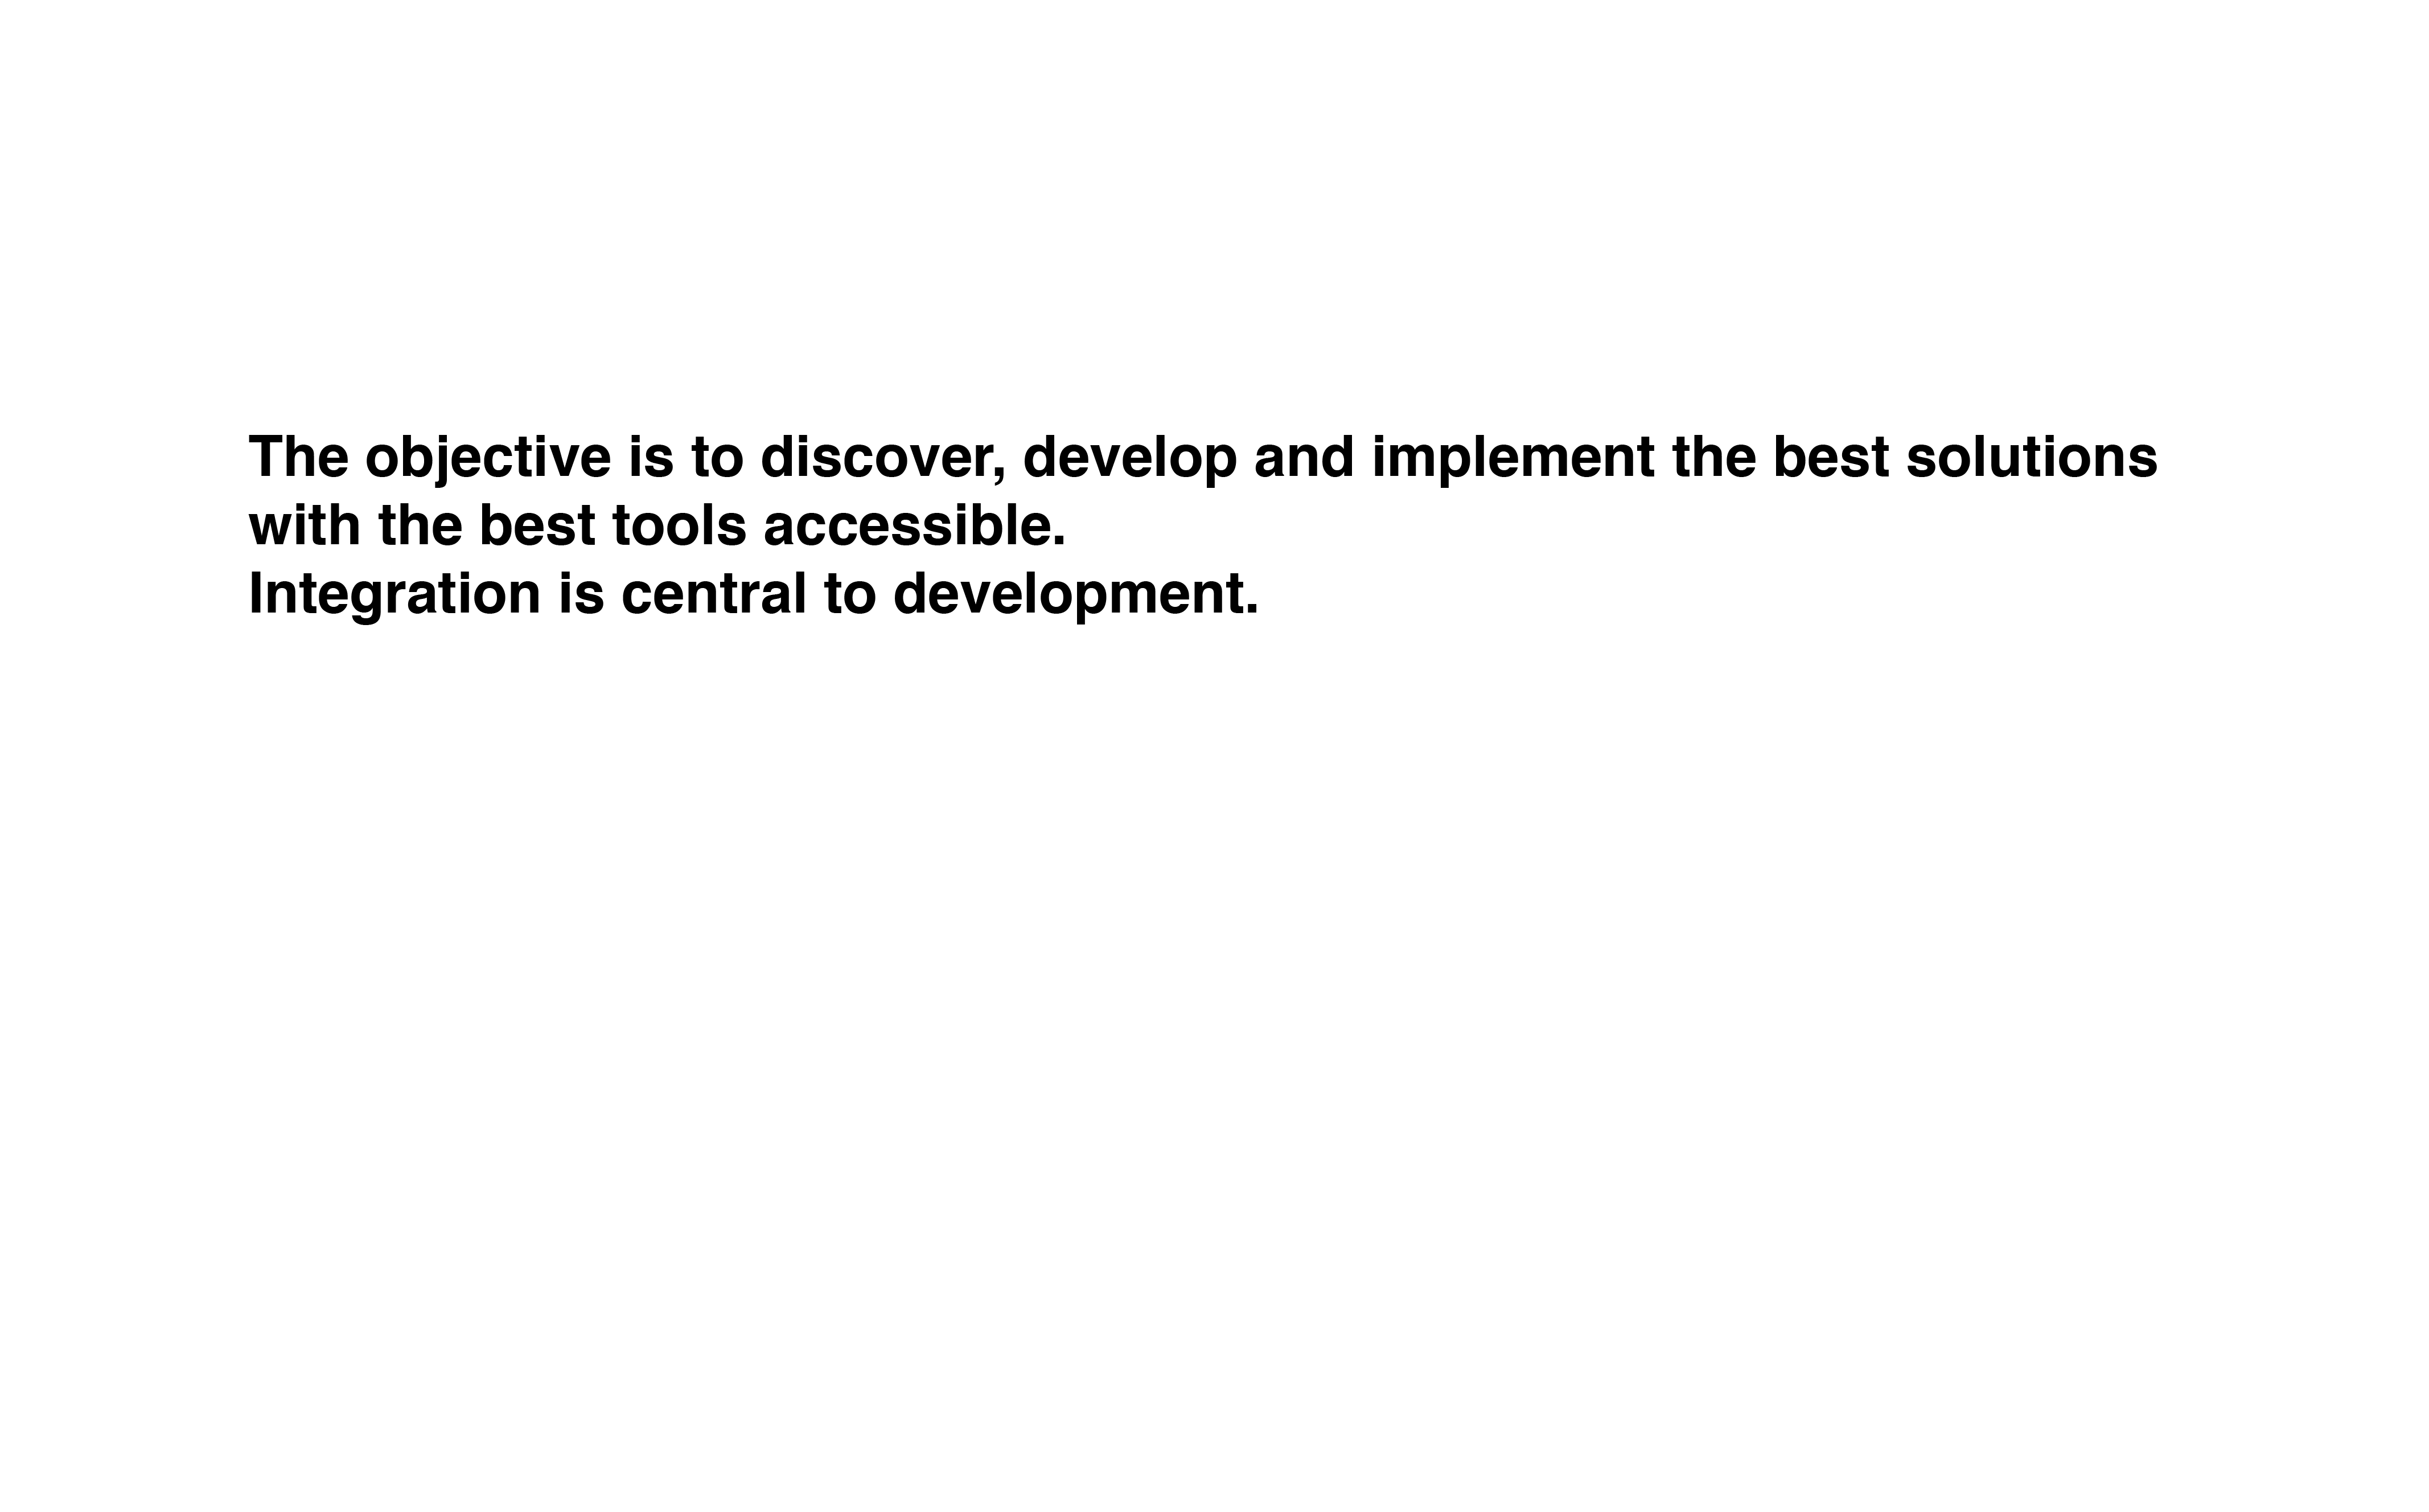 The objective is to discover, develop and implement the best solutions
with the best tools accessible.
Integration is central to development.